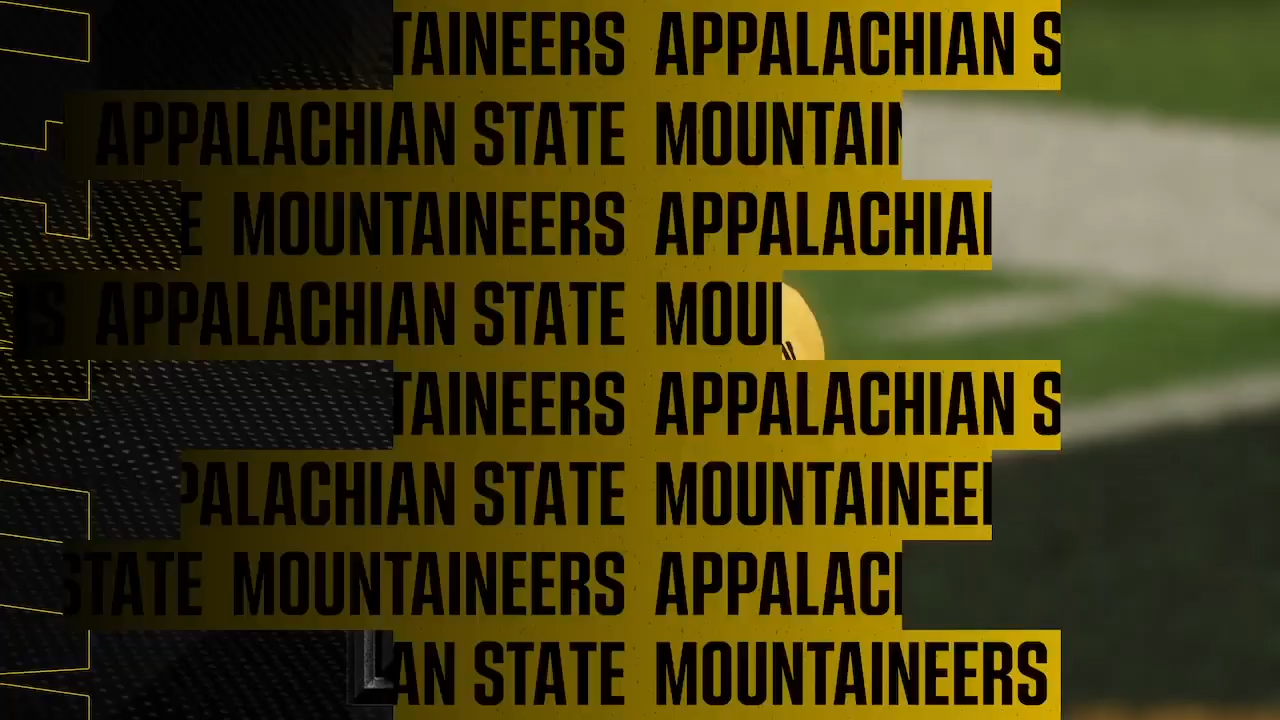 TAINEERS APPALACHIAN S
APPALACHIAN STATE MOUNTAIN
E MOUNTAINEERS APPALACHIA
S APPALACHIAN STATE MOU
TAINEERS APPALACHIAN S
PALACHIAN STATE MOUNTAINEE
STATE MOUNTAINEERS APPALAC
AN STATE MOUNTAINEERS